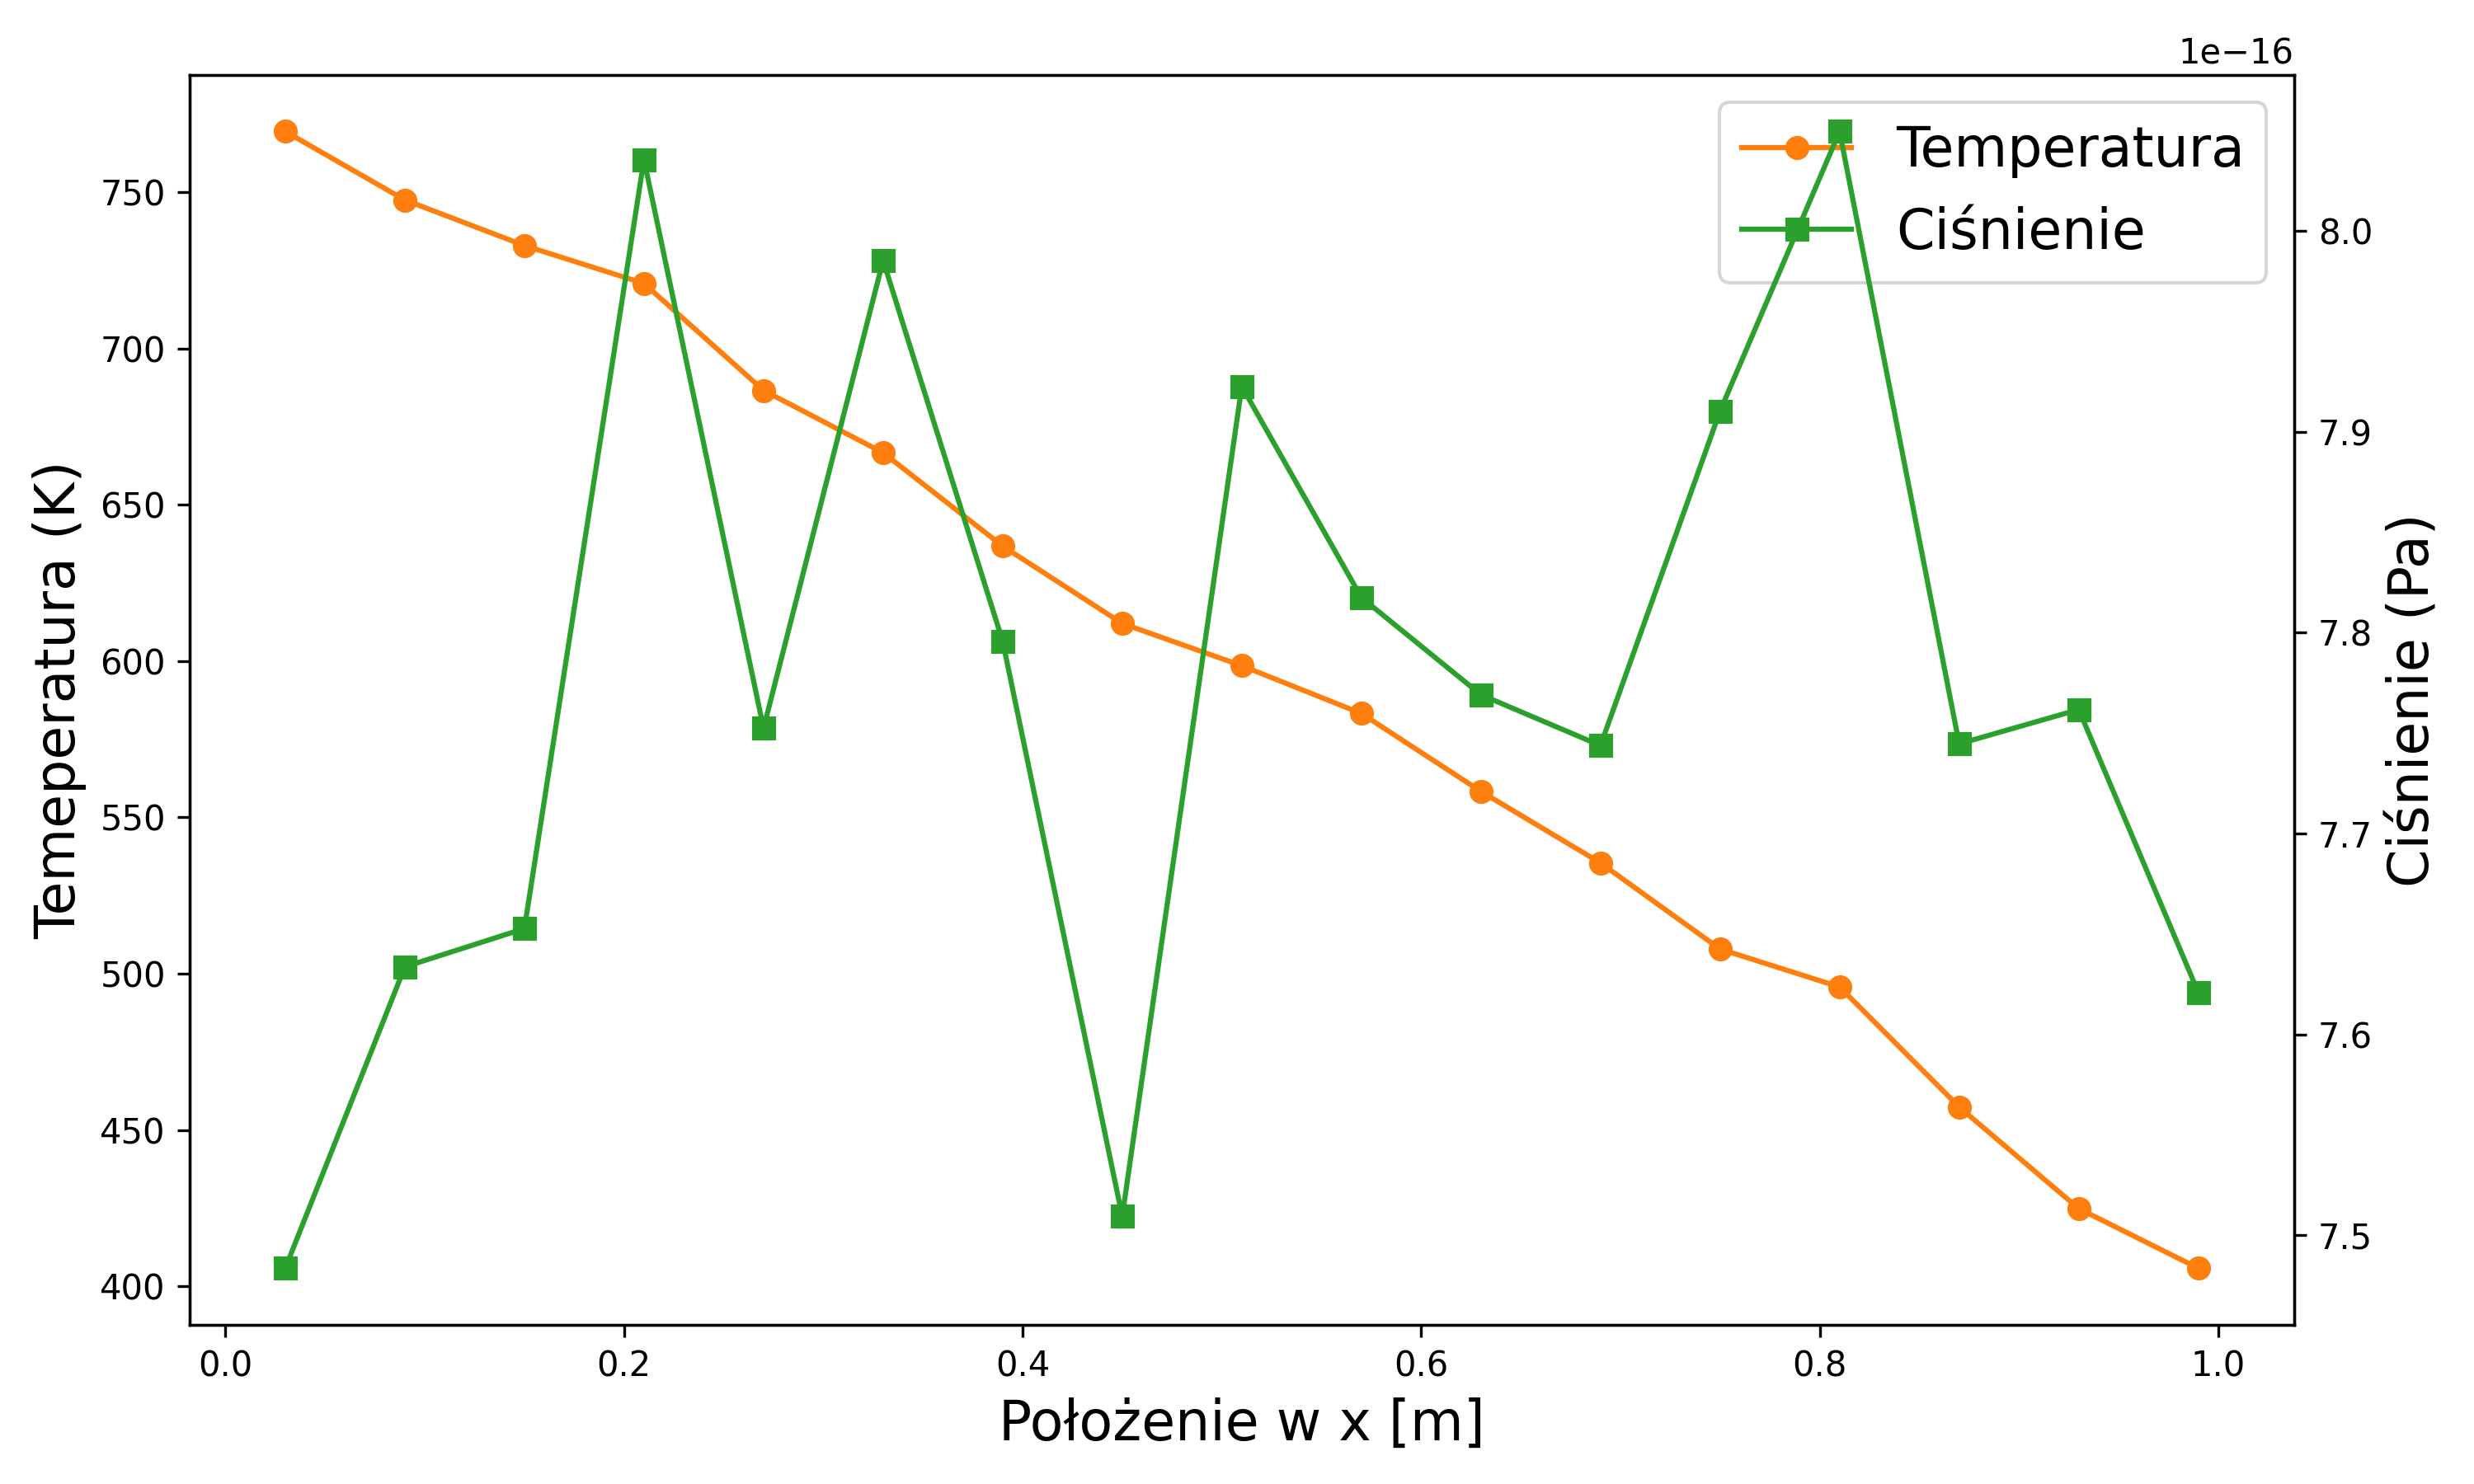 1e−16
Temperatura
Ciśnienie
750
700
650
600
550
500
450
400
Temeperatura (K)
8.0
7.9
7.8
7.7
7.6
7.5
Ciśnienie (Pa)
0.0 0.2 0.4 0.6 0.8 1.0
Położenie w x [m]